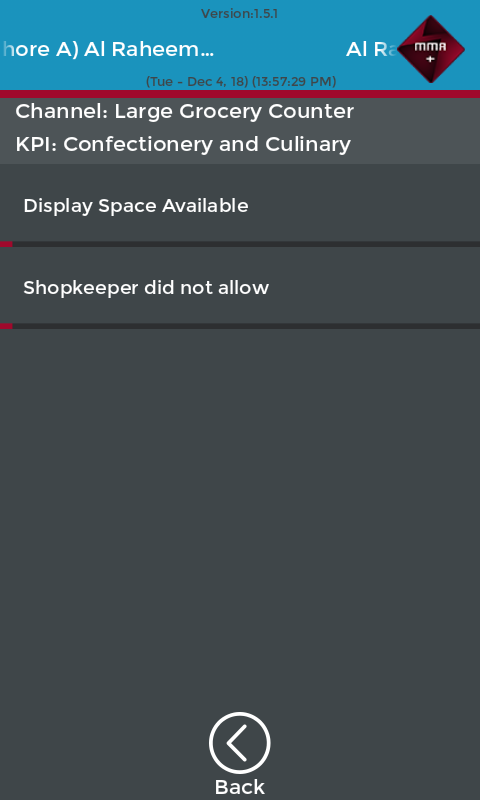 Version:1.5.1
hore A) Al Raheem...
Al Ra
MMA
+
(Tue - Dec 4, 18) (13:57:29 PM)
Channel: Large Grocery Counter
KPI: Confectionery and Culinary
Display Space Available
Shopkeeper did not allow
Back